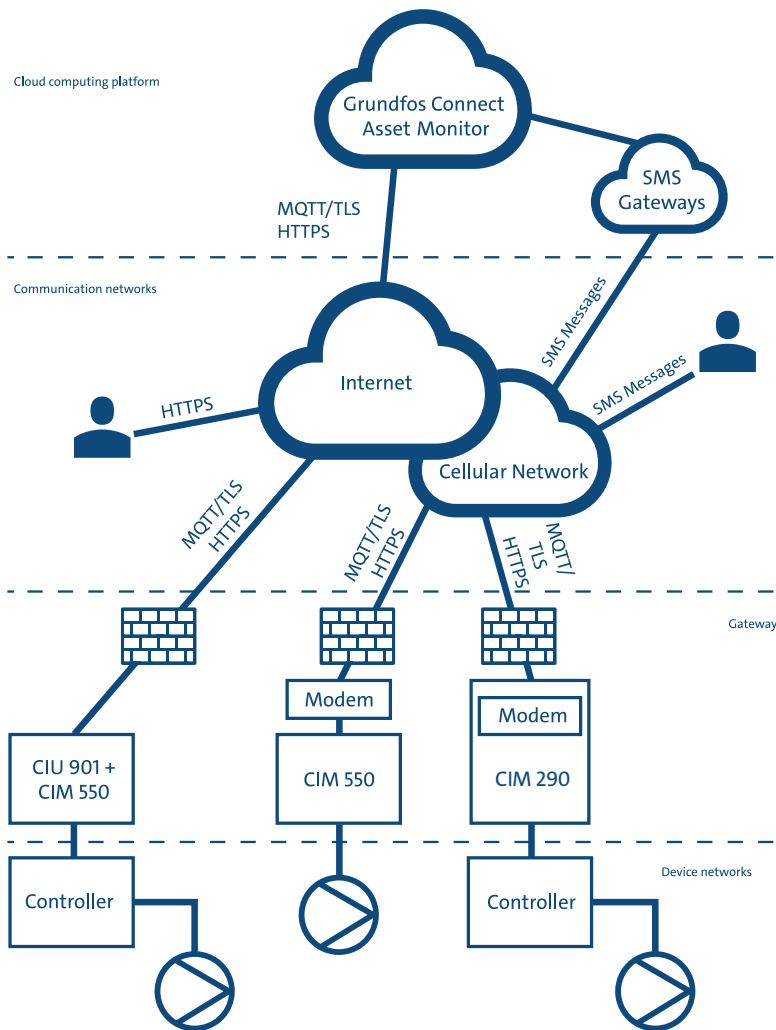 Cloud computing platform
Grundfos Connect
Asset Monitor
SMS
Gateways
MQTT/TLS
HTTPS
Communication networks
SMS Messages
SMS Messages
Internet
HTTPS
Cellular Network
MQTT/TLS
HTTPS
MQTT/TLS
HTTPS
MQTT/
TLS
HTTPS
Gateway
Modem
Modem
CIU 901 +
CIM 550
CIM 550
CIM 290
Device networks
Controller
Controller